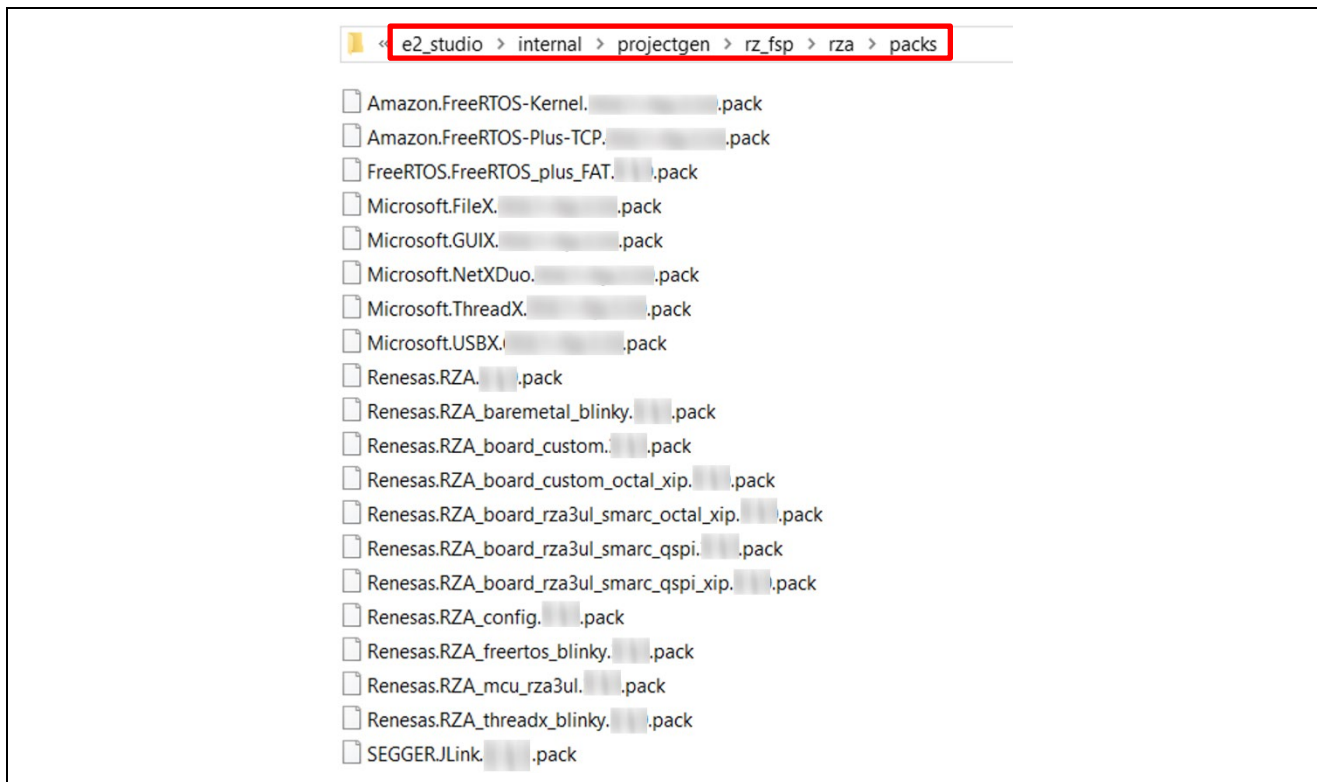 « e2_studio > internal > projectgen > rz_fsp > rza > packs
Amazon.FreeRTOS-Kernel. .pack
Amazon.FreeRTOS-Plus-TCP. .pack
FreeRTOS.FreeRTOS_plus_FAT. .pack
Microsoft.FileX. .pack
Microsoft.GUIX. .pack
Microsoft.NetXDuo. .pack
Microsoft.ThreadX. .pack
Microsoft.USBX. .pack
Renesas.RZA. .pack
Renesas.RZA_baremetal_blinky. .pack
Renesas.RZA_board_custom. .pack
Renesas.RZA_board_custom_octal_xip. .pack
Renesas.RZA_board_rza3ul_smarc_octal_xip. .pack
Renesas.RZA_board_rza3ul_smarc_qspi. .pack
Renesas.RZA_board_rza3ul_smarc_qspi_xip. .pack
Renesas.RZA_config. .pack
Renesas.RZA_freertos_blinky. .pack
Renesas.RZA_mcu_rza3ul. .pack
Renesas.RZA_threadx_blinky. .pack
SEGGER.JLink. .pack